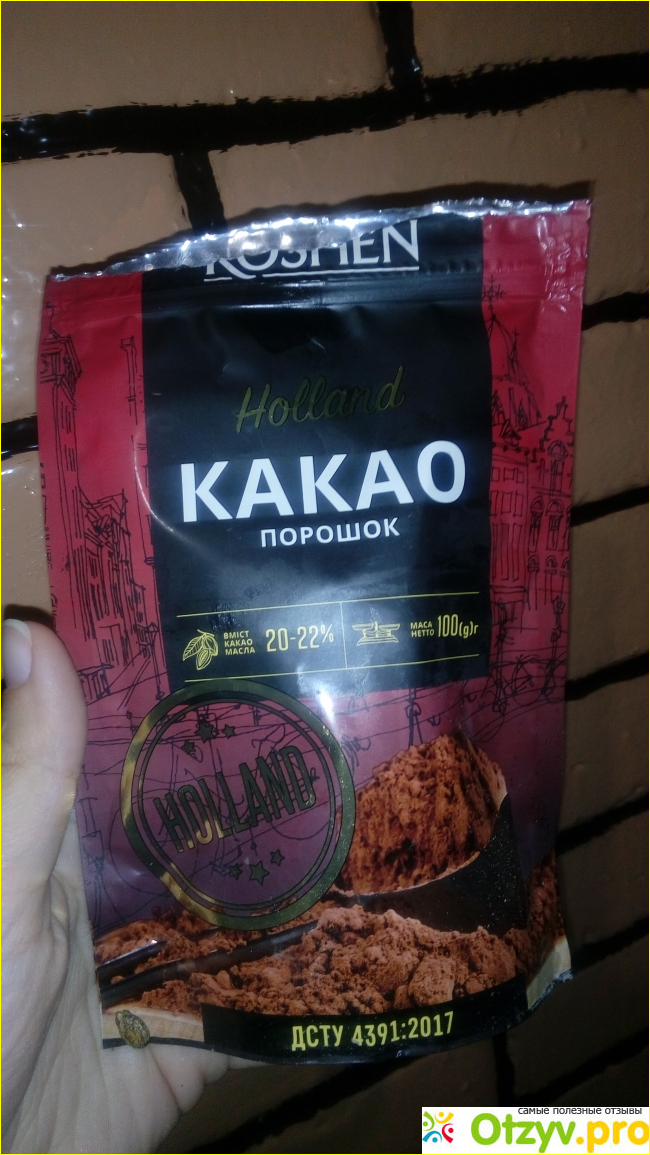 ROSHEN
Holland
КАКАО
ПОРОШОК
ВМІСТ
КАКАО
МАСЛА
20-22%
МАСА
НЕТТО
100(g)г
HOLLAND
ДСТУ 4391:2017
самые полезные отзывы
Otzyv.pro